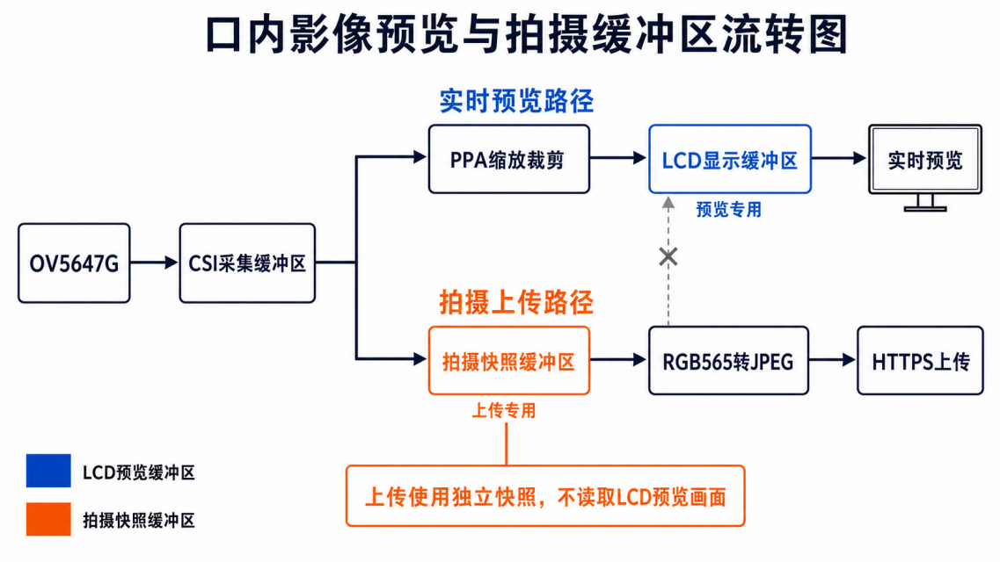 口内影像预览与拍摄缓冲区流转图
实时预览路径
PPA缩放裁剪
LCD显示缓冲区
实时预览
预览专用
OV5647G
CSI采集缓冲区
拍摄上传路径
拍摄快照缓冲区
RGB565转JPEG
HTTPS上传
上传专用
LCD预览缓冲区
上传使用独立快照，不读取LCD预览画面
拍摄快照缓冲区